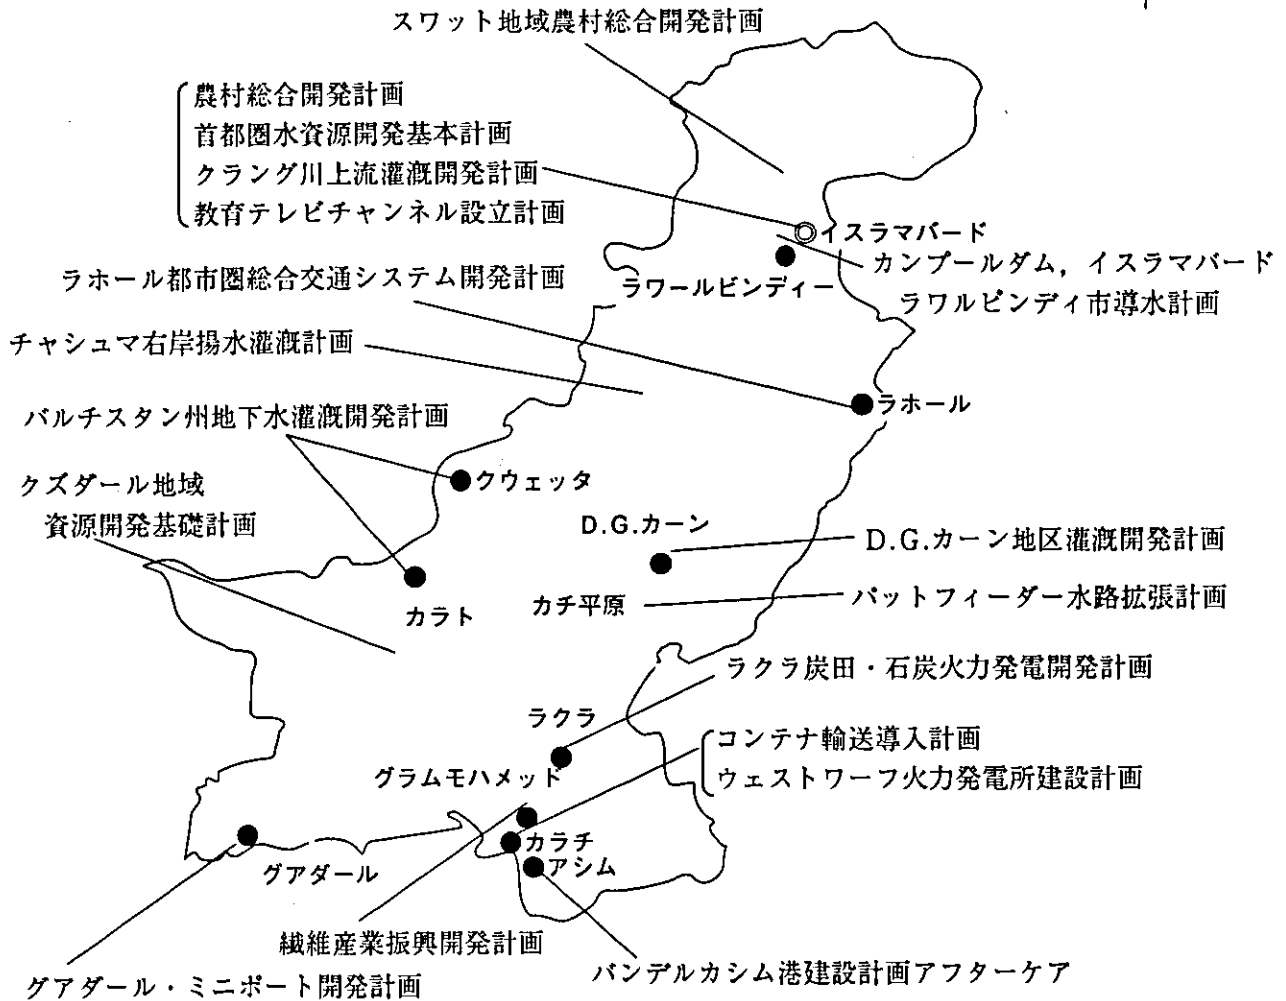 スワット地域農村総合開発計画
農村総合開発計画
首都圏水資源開発基本計画
クラング川上流灌漑開発計画
教育テレビチャンネル設立計画
イスラマバード
カンプールダム，イスラマバード
ラワルピンディ市導水計画
ラワールピンディー
ラホール都市圏総合交通システム開発計画
チャシュマ右岸揚水灌漑計画
ラホール
バルチスタン州地下水灌漑開発計画
クウェッタ
クズダール地域
資源開発基礎計画
D.G.カーン
D.G.カーン地区灌漑開発計画
カラト
カチ平原
パットフィーダー水路拡張計画
ラクラ炭田・石炭火力発電開発計画
ラクラ
コンテナ輸送導入計画
ウェストワーフ火力発電所建設計画
グラムモハメッド
カラチ
アシム
グアダール
繊維産業振興開発計画
バンデルカシム港建設計画アフターケア
グアダール・ミニポート開発計画